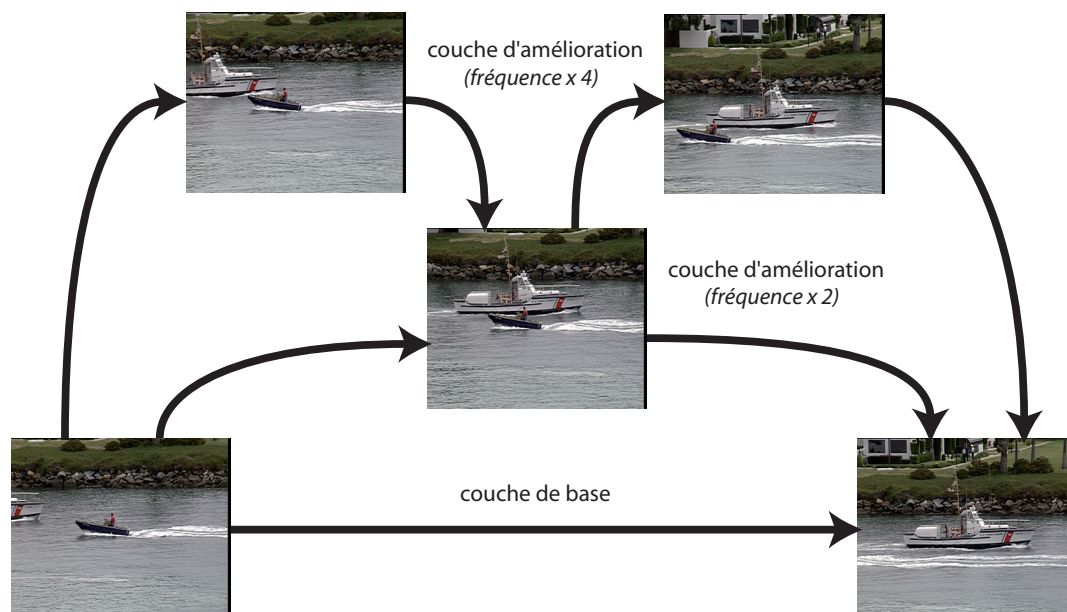 couche d'amélioration
(fréquence x 4)
couche d'amélioration
(fréquence x 2)
couche de base